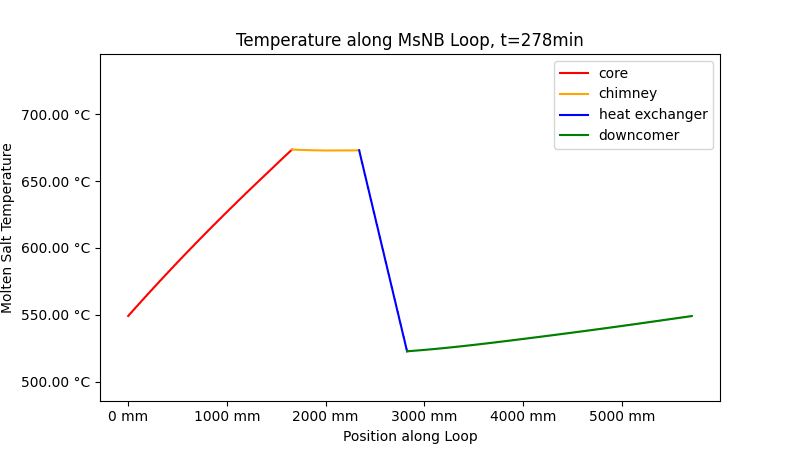 Temperature along MsNB Loop, t=278min
core
chimney
heat exchanger
downcomer
Molten Salt Temperature
700.00 °C
650.00 °C
600.00 °C
550.00 °C
500.00 °C
0 mm
1000 mm
2000 mm
3000 mm
4000 mm
5000 mm
Position along Loop